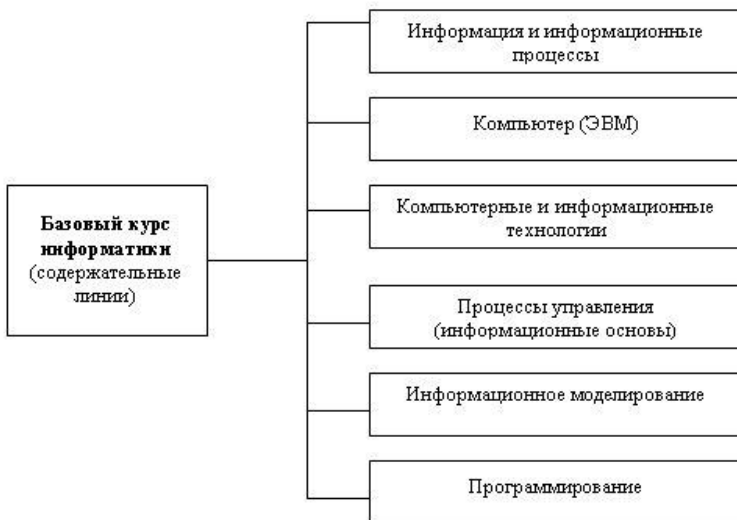 Базовый курс
информатики
(содержательные
линии)
Информация и информационные
процессы
Компьютер (ЭВМ)
Компьютерные и информационные
технологии
Процессы управления
(информационные основы)
Информационное моделирование
Программирование